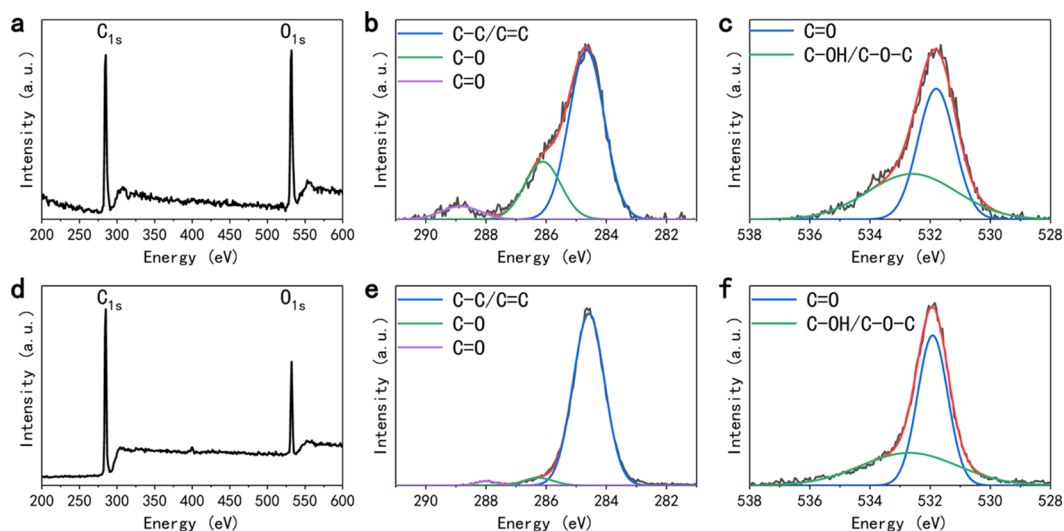 a
C1s
O1s
Intensity (a.u.)
200 250 300 350 400 450 500 550 600
Energy (eV)
b
C-C/C=C
C-O
C=O
Intensity (a.u.)
290 288 286 284 282
Energy (eV)
c
C=O
C-OH/C-O-C
Intensity (a.u.)
538 536 534 532 530 528
Energy (eV)
d
C1s
O1s
Intensity (a.u.)
200 250 300 350 400 450 500 550 600
Energy (eV)
e
C-C/C=C
C-O
C=O
Intensity (a.u.)
290 288 286 284 282
Energy (eV)
f
C=O
C-OH/C-O-C
Intensity (a.u.)
538 536 534 532 530 528
Energy (eV)